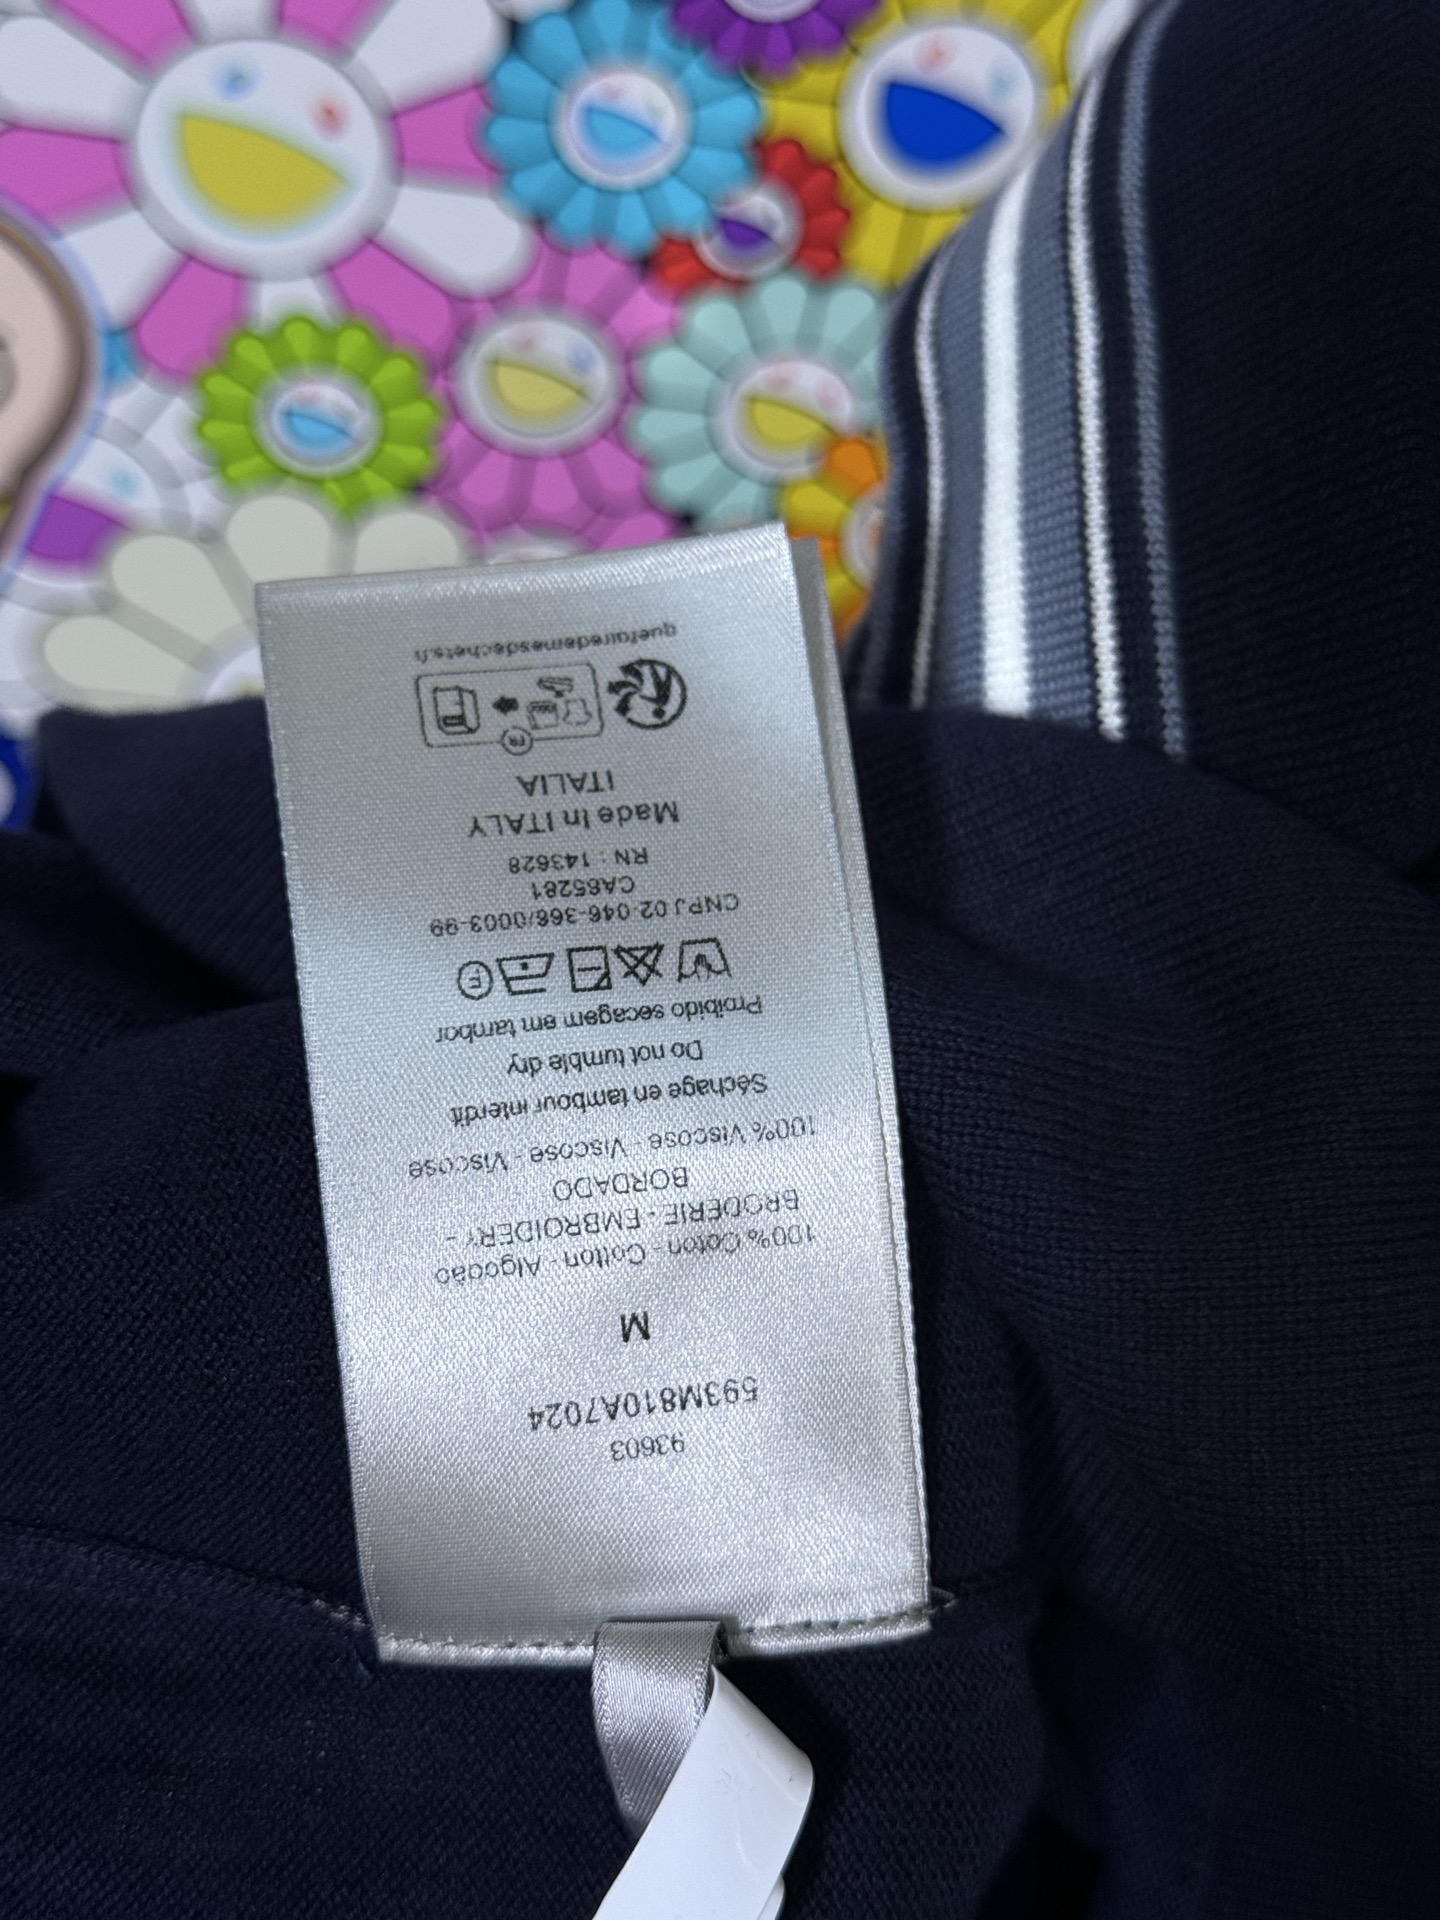 93603
593M810A7024
M
100% Coton - Cotton - Algodão
BRODERIE - EMBROIDERY -
BORDADO
100% Viscose - Viscose - Viscose
Séchage en tambour interdit
Do not tumble dry
Proibido secagem em tambor
F
CNPJ 02-046-366/0003-99
CA65281
RN : 143628
Made In ITALY
ITALIA
FR
quefairedemesdechets.fr